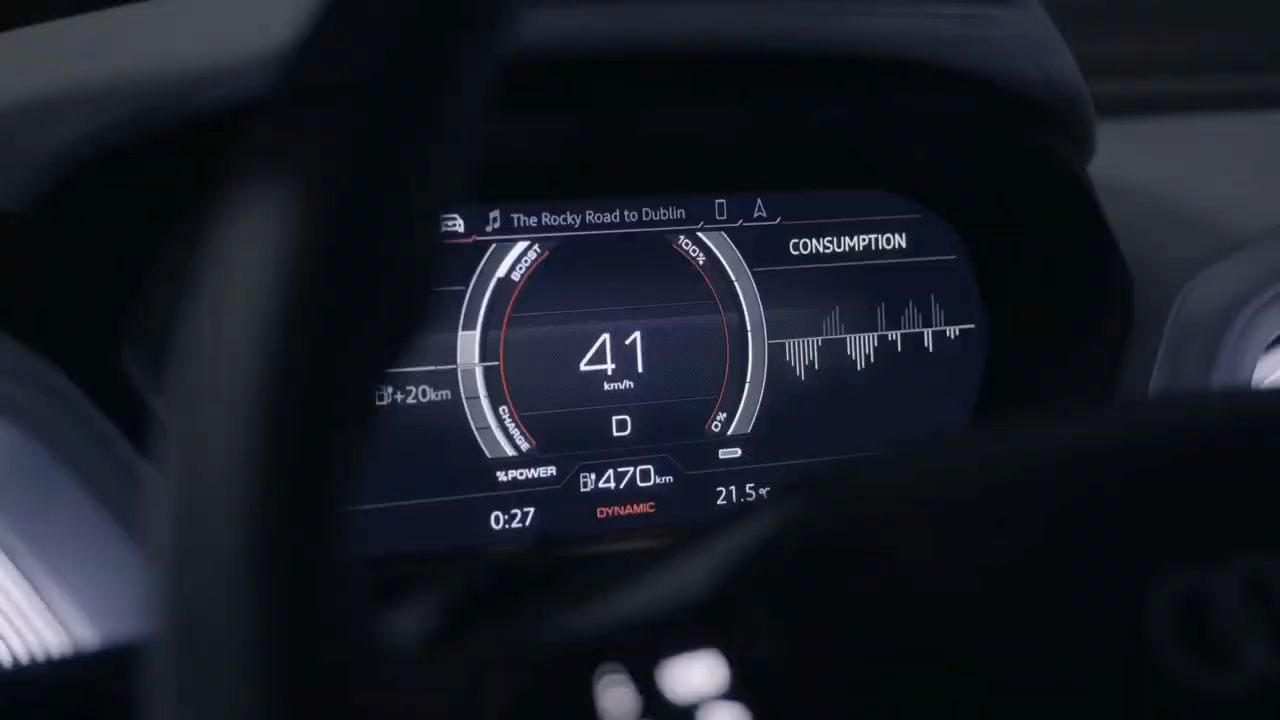 The Rocky Road to Dublin
BOOST
100%
CONSUMPTION
41
km/h
+20km
CHARGE
0%
D
%POWER
470km
21.5°C
0:27
DYNAMIC